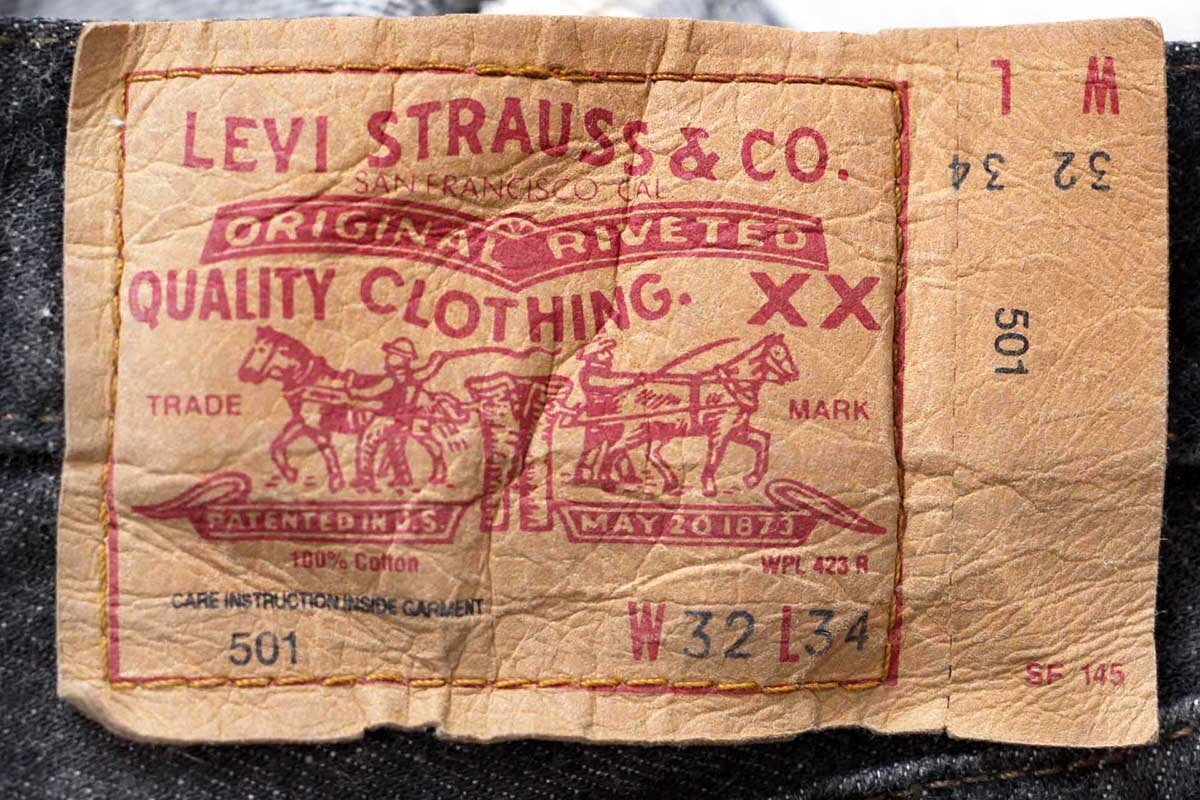 LEVI STRAUSS & CO.
SAN FRANCISCO CAL
ORIGINAL RIVETED
QUALITY CLOTHING. XX
TRADE MARK
PATENTED IN U.S. MAY 20 1873
100% Cotton WPL 423 R
CARE INSTRUCTION INSIDE GARMENT
501 W 32 L 34
W L
32 34
501
SF 145